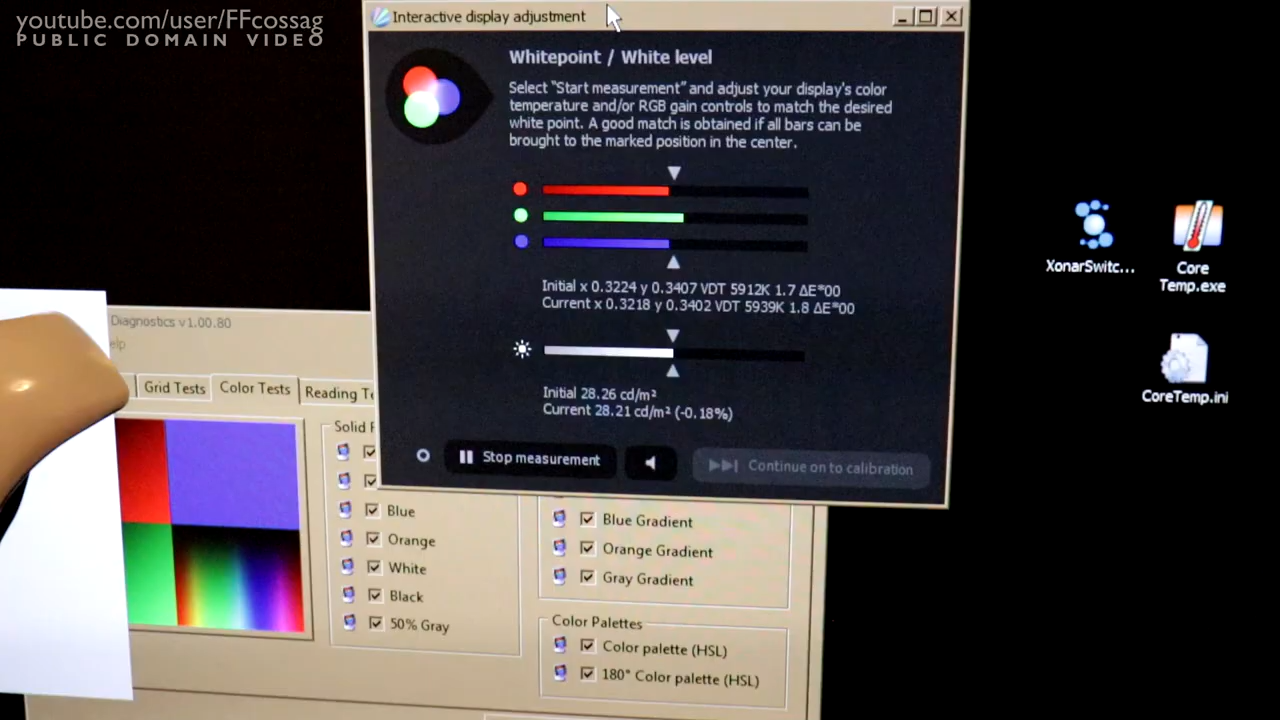 youtube.com/user/FFcossag
PUBLIC DOMAIN VIDEO
Interactive display adjustment
Whitepoint / White level
Select "Start measurement" and adjust your display's color
temperature and/or RGB gain controls to match the desired
white point. A good match is obtained if all bars can be
brought to the marked position in the center.
Initial x 0.3224 y 0.3407 VDT 5912K 1.7 ΔE*00
Current x 0.3218 y 0.3402 VDT 5939K 1.8 ΔE*00
Initial 28.26 cd/m²
Current 28.21 cd/m² (-0.18%)
Stop measurement
Continue on to calibration
XonarSwitc...
Core
Temp.exe
CoreTemp.ini
Diagnostics v1.00.80
elp
Grid Tests
Color Tests
Reading Te
Solid
Blue
Orange
White
Black
50% Gray
Blue Gradient
Orange Gradient
Gray Gradient
Color Palettes
Color palette (HSL)
180° Color palette (HSL)